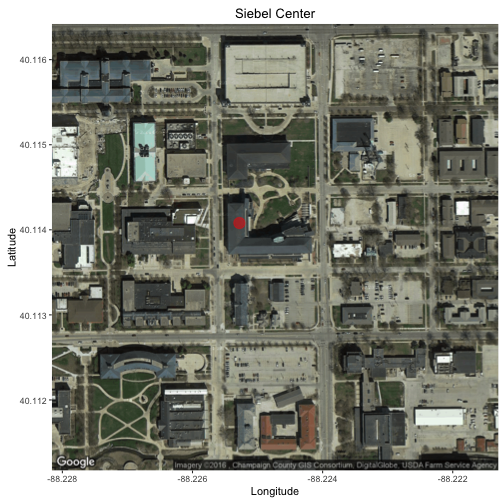 Siebel Center
40.116
40.115
40.114
40.113
40.112
Latitude
Google
Imagery ©2016 , Champaign County GIS Consortium, DigitalGlobe, USDA Farm Service Agency
-88.228
-88.226
-88.224
-88.222
Longitude